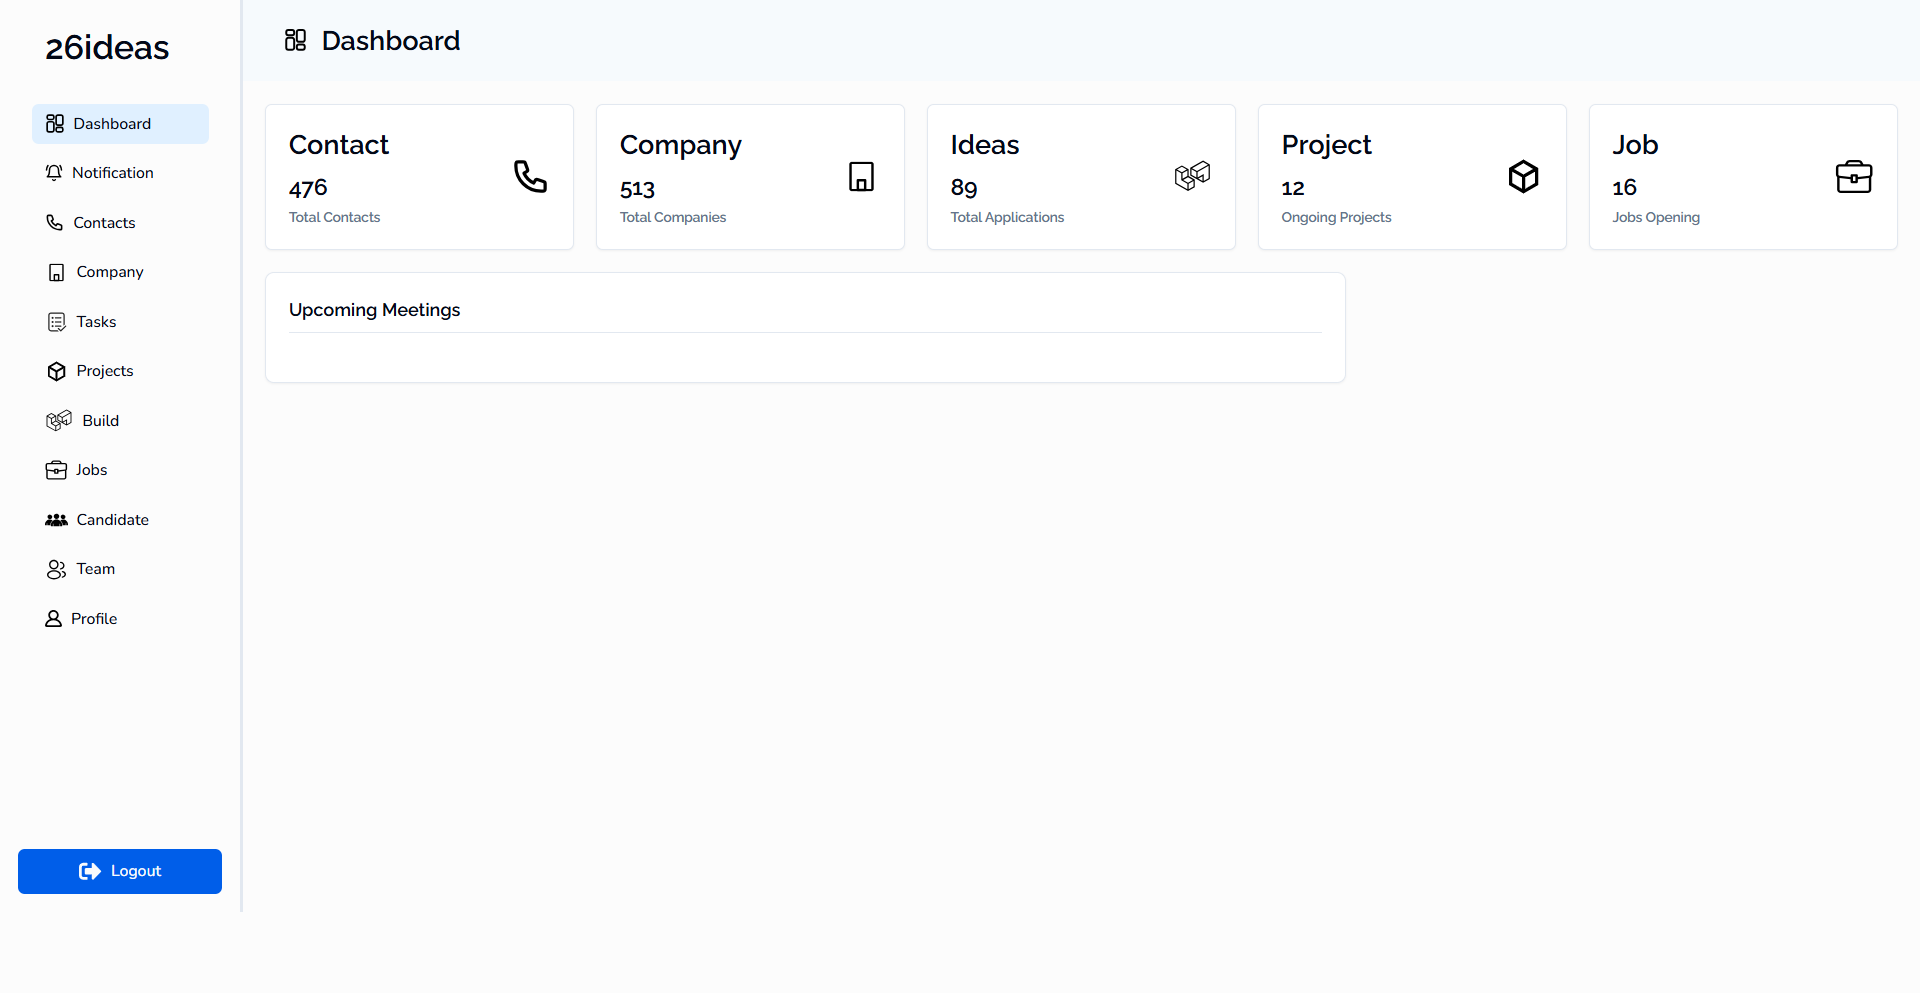 26ideas
Dashboard
Notification
Contacts
Company
Tasks
Projects
Build
Jobs
Candidate
Team
Profile
Logout
Dashboard
Contact
476
Total Contacts
Company
513
Total Companies
Ideas
89
Total Applications
Project
12
Ongoing Projects
Job
16
Jobs Opening
Upcoming Meetings